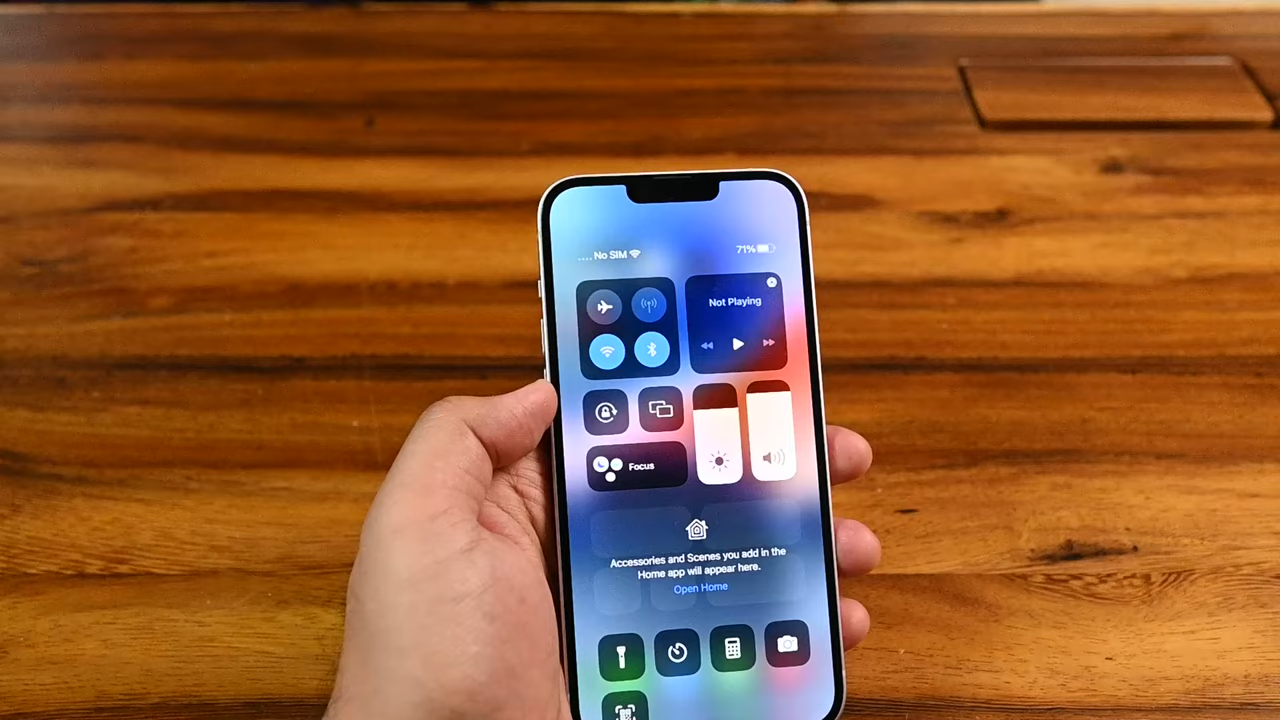 No SIM
71%
Not Playing
Focus
Accessories and Scenes you add in the
Home app will appear here.
Open Home